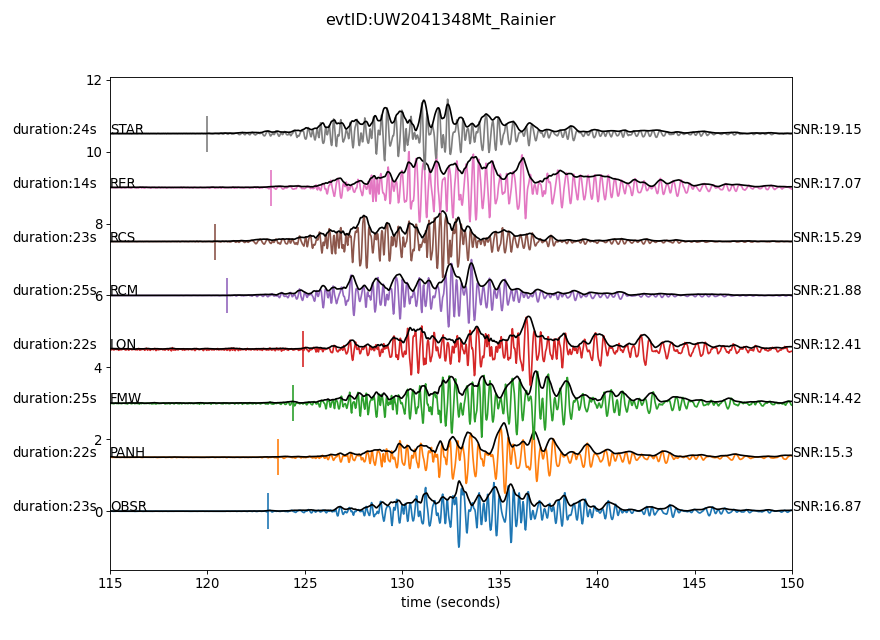 evtID:UW2041348Mt_Rainier
12
duration:24s STAR SNR:19.15
10
duration:14s RER SNR:17.07
8
duration:23s RCS SNR:15.29
duration:25s RCM SNR:21.88
6
duration:22s LON SNR:12.41
4
duration:25s FMW SNR:14.42
2
duration:22s PANH SNR:15.3
duration:23s OBSR SNR:16.87
0
115 120 125 130 135 140 145 150
time (seconds)